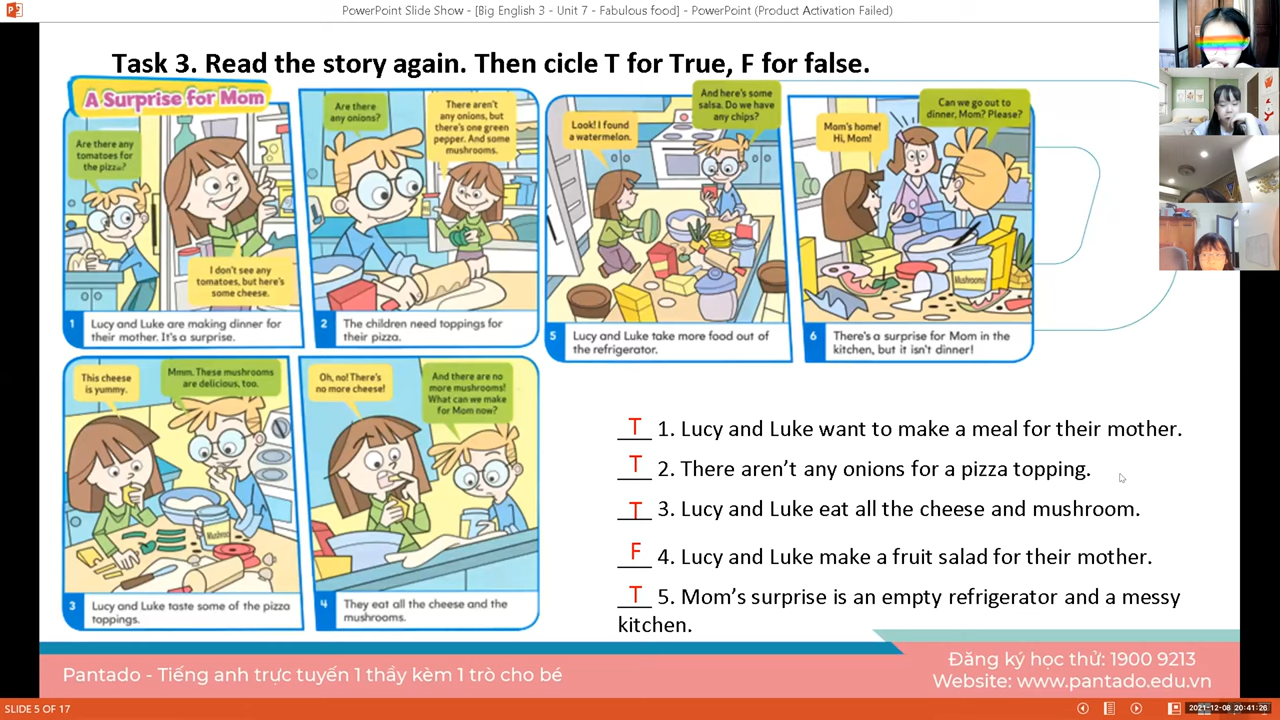 PowerPoint Slide Show - [Big English 3 - Unit 7 - Fabulous food] - PowerPoint (Product Activation Failed)
Task 3. Read the story again. Then cicle T for True, F for false.
A Surprise for Mom
Are there any
tomatoes for
the pizza?
I don't see any
tomatoes, but here's
some cheese.
1 Lucy and Luke are making dinner for
their mother. It's a surprise.
Are there
any onions?
There aren't
any onions, but
there's one green
pepper. And some
mushrooms.
2 The children need toppings for
their pizza.
This cheese
is yummy.
Mmm. These mushrooms
are delicious, too.
Mushroo
3 Lucy and Luke taste some of the pizza
toppings.
Oh, no! There's
no more cheese!
And there are no
more mushrooms!
What can we make
for Mom now?
4 They eat all the cheese and the
mushrooms.
Look! I found
a watermelon.
And here's some
salsa. Do we have
any chips?
5 Lucy and Luke take more food out of
the refrigerator.
Mom's home!
Hi, Mom!
Can we go out to
dinner, Mom? Please?
Mushrooms
6 There's a surprise for Mom in the
kitchen, but it isn't dinner!
T 1. Lucy and Luke want to make a meal for their mother.
T 2. There aren't any onions for a pizza topping.
T 3. Lucy and Luke eat all the cheese and mushroom.
F 4. Lucy and Luke make a fruit salad for their mother.
T 5. Mom's surprise is an empty refrigerator and a messy
kitchen.
Pantado - Tiếng anh trực tuyến 1 thầy kèm 1 trò cho bé
Đăng ký học thử: 1900 9213
Website: www.pantado.edu.vn
SLIDE 5 OF 17
2021-12-08 20:41:26